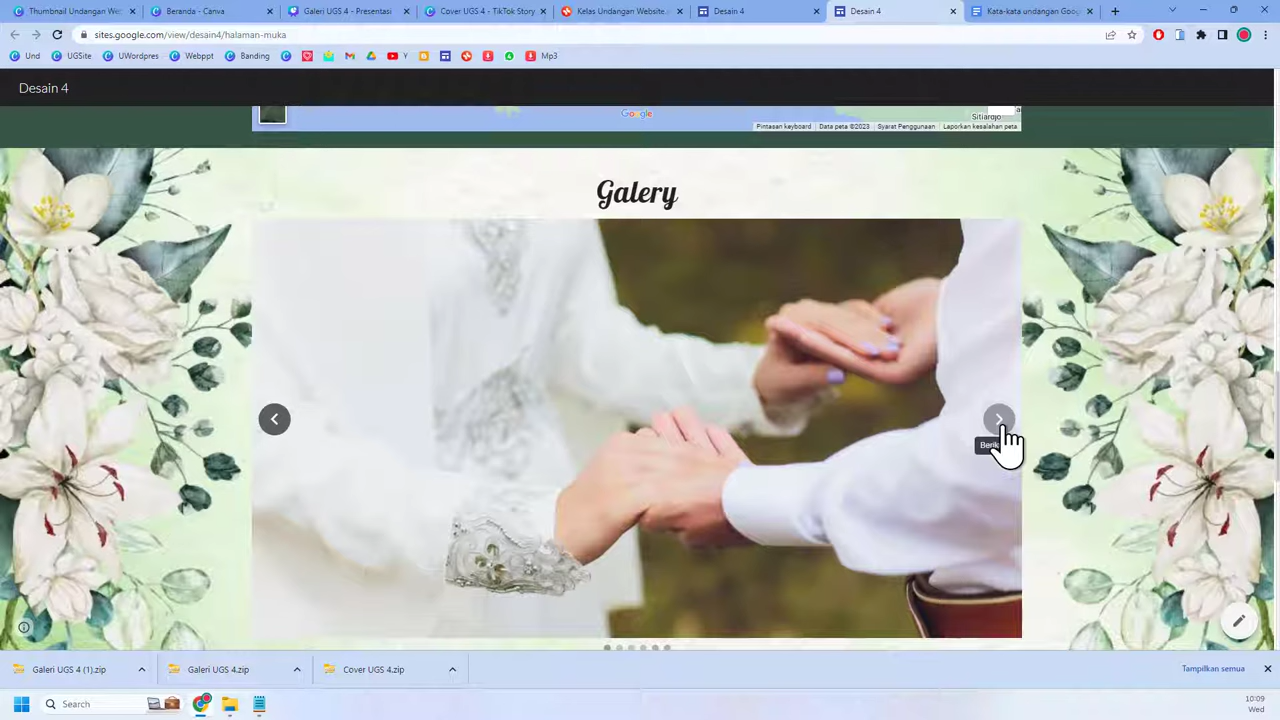 Thumbnail Undangan We
Beranda - Canva
Galeri UGS 4 - Presentasi
Cover UGS 4 - TikTok Story
Kelas Undangan Website
Desain 4
Desain 4
Kata-kata undangan Goog
sites.google.com/view/desain4/halaman-muka
Und
UGSite
UWordpres
Webppt
Banding
Y
Mp3
Desain 4
Google
Sitiardjo
Pintasan keyboard
Data peta ©2023
Syarat Penggunaan
Laporkan kesalahan peta
Galery
Galeri UGS 4 (1).zip
Galeri UGS 4.zip
Cover UGS 4.zip
Tampilkan semua
Search
10:09
Wed